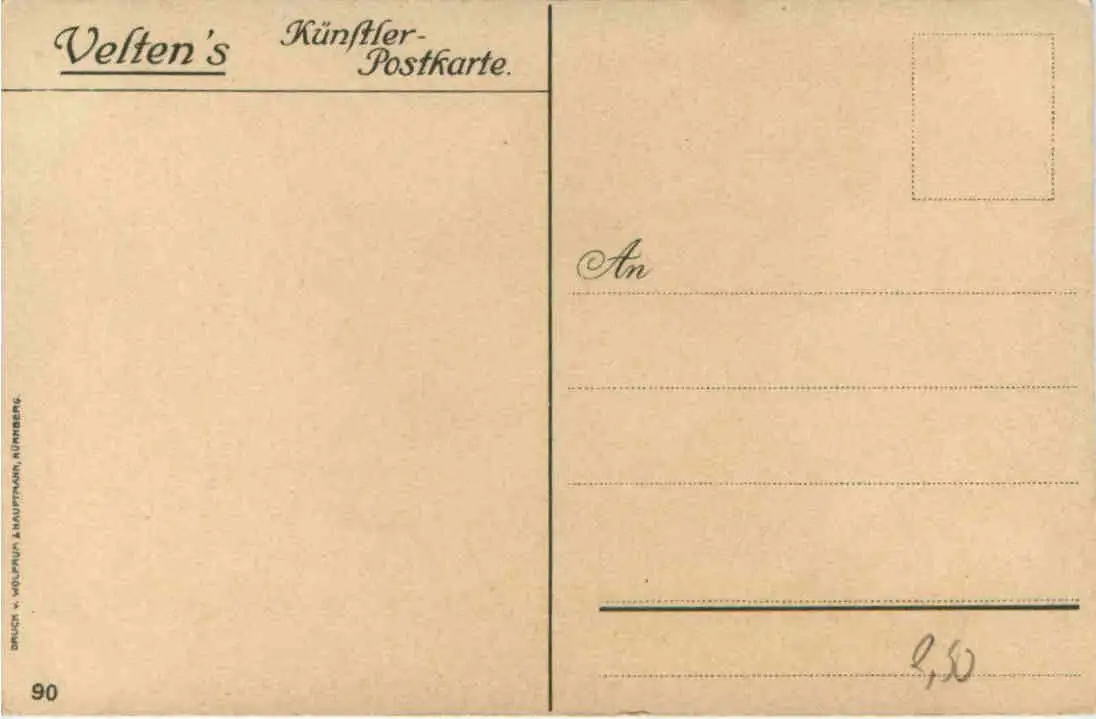 Velten's
Künstler-
Postkarte.
An
DRUCK v. WOLFRUM & HAUPTMANN, NÜRNBERG.
90
2,50